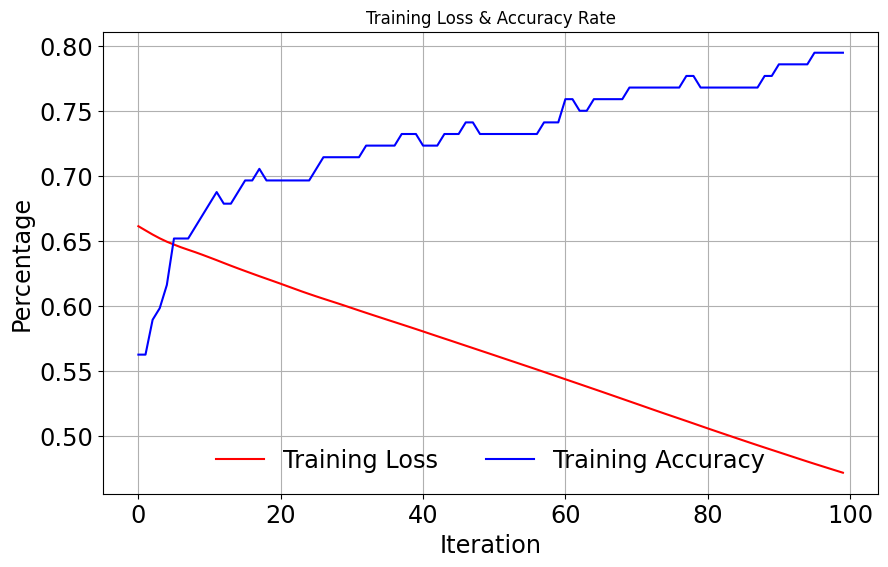 Training Loss & Accuracy Rate
0.80
0.75
0.70
0.65
0.60
0.55
0.50
Percentage
Training Loss
Training Accuracy
0
20
40
60
80
100
Iteration